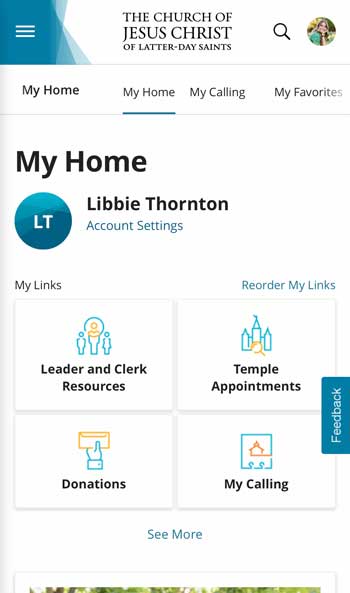 THE CHURCH OF
JESUS CHRIST
OF LATTER-DAY SAINTS
My Home
My Home
My Calling
My Favorites
My Home
LT
Libbie Thornton
Account Settings
My Links
Reorder My Links
Leader and Clerk
Resources
Temple
Appointments
Feedback
Donations
My Calling
See More